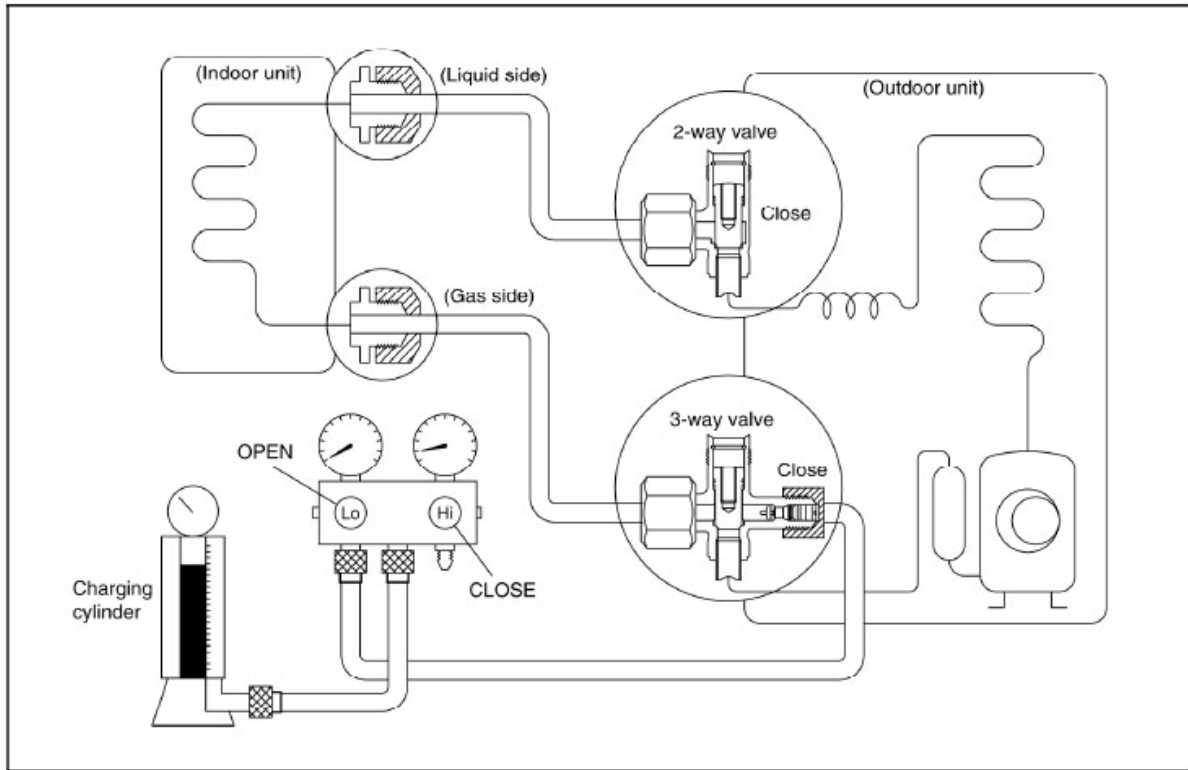 (Indoor unit)
(Liquid side)
(Outdoor unit)
2-way valve
Close
(Gas side)
3-way valve
Close
OPEN
Lo
Hi
CLOSE
Charging
cylinder